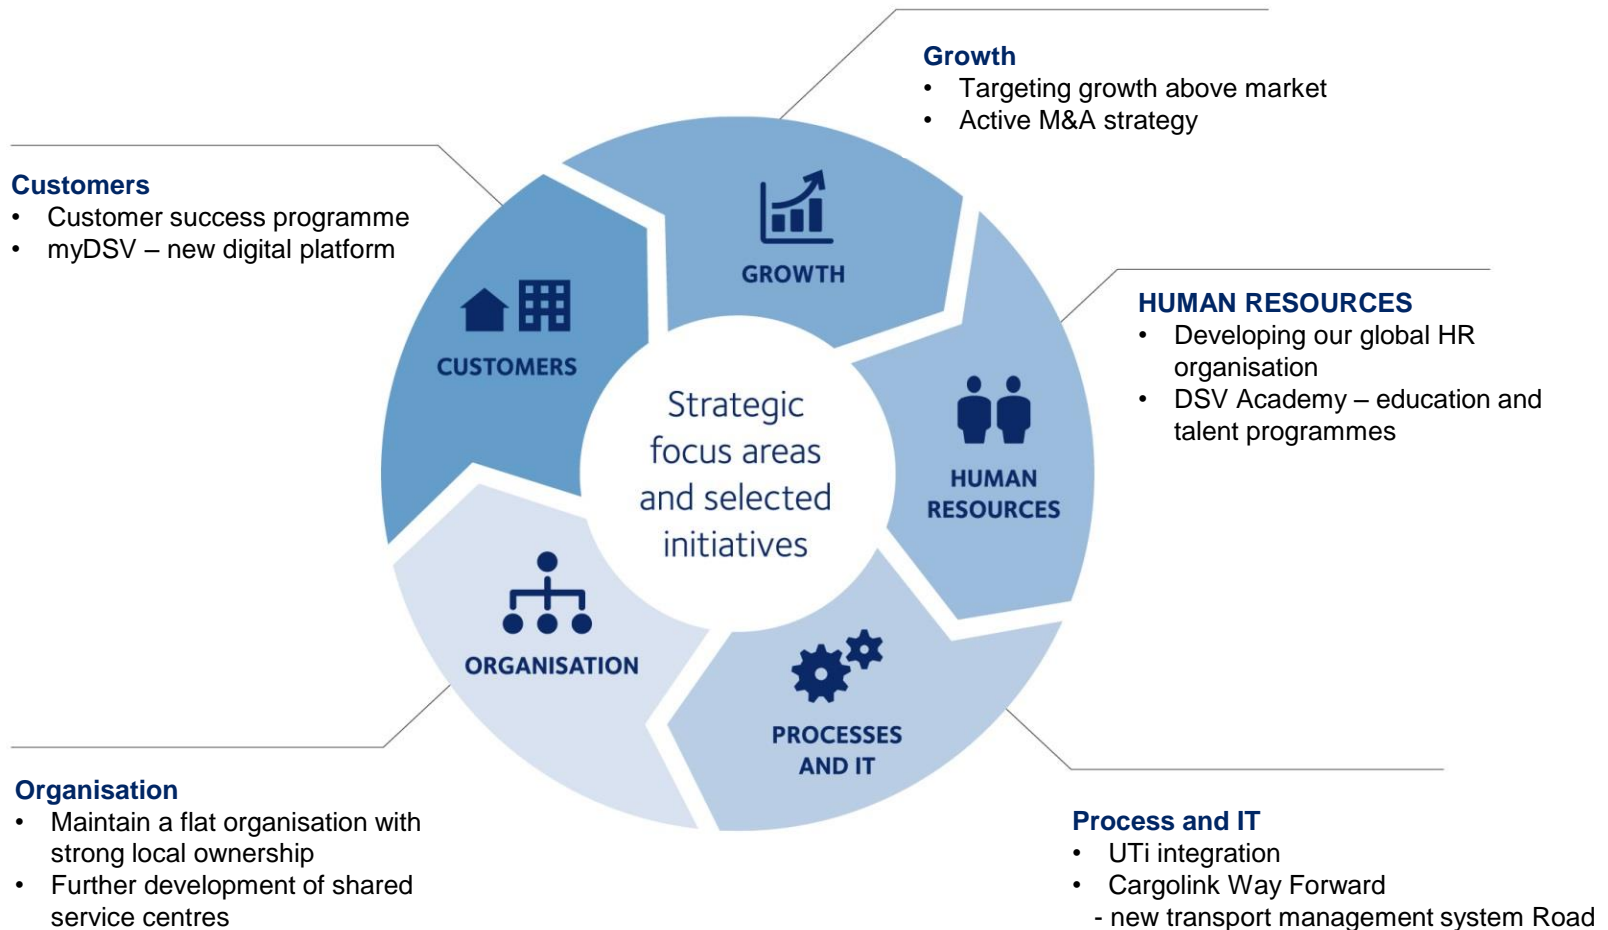 Growth
• Targeting growth above market
• Active M&A strategy
Customers
• Customer success programme
• myDSV – new digital platform
GROWTH
CUSTOMERS
HUMAN RESOURCES
• Developing our global HR
organisation
• DSV Academy – education and
talent programmes
Strategic
focus areas
and selected
initiatives
HUMAN
RESOURCES
ORGANISATION
PROCESSES
AND IT
Organisation
• Maintain a flat organisation with
strong local ownership
• Further development of shared
service centres
Process and IT
• UTi integration
• Cargolink Way Forward
- new transport management system Road